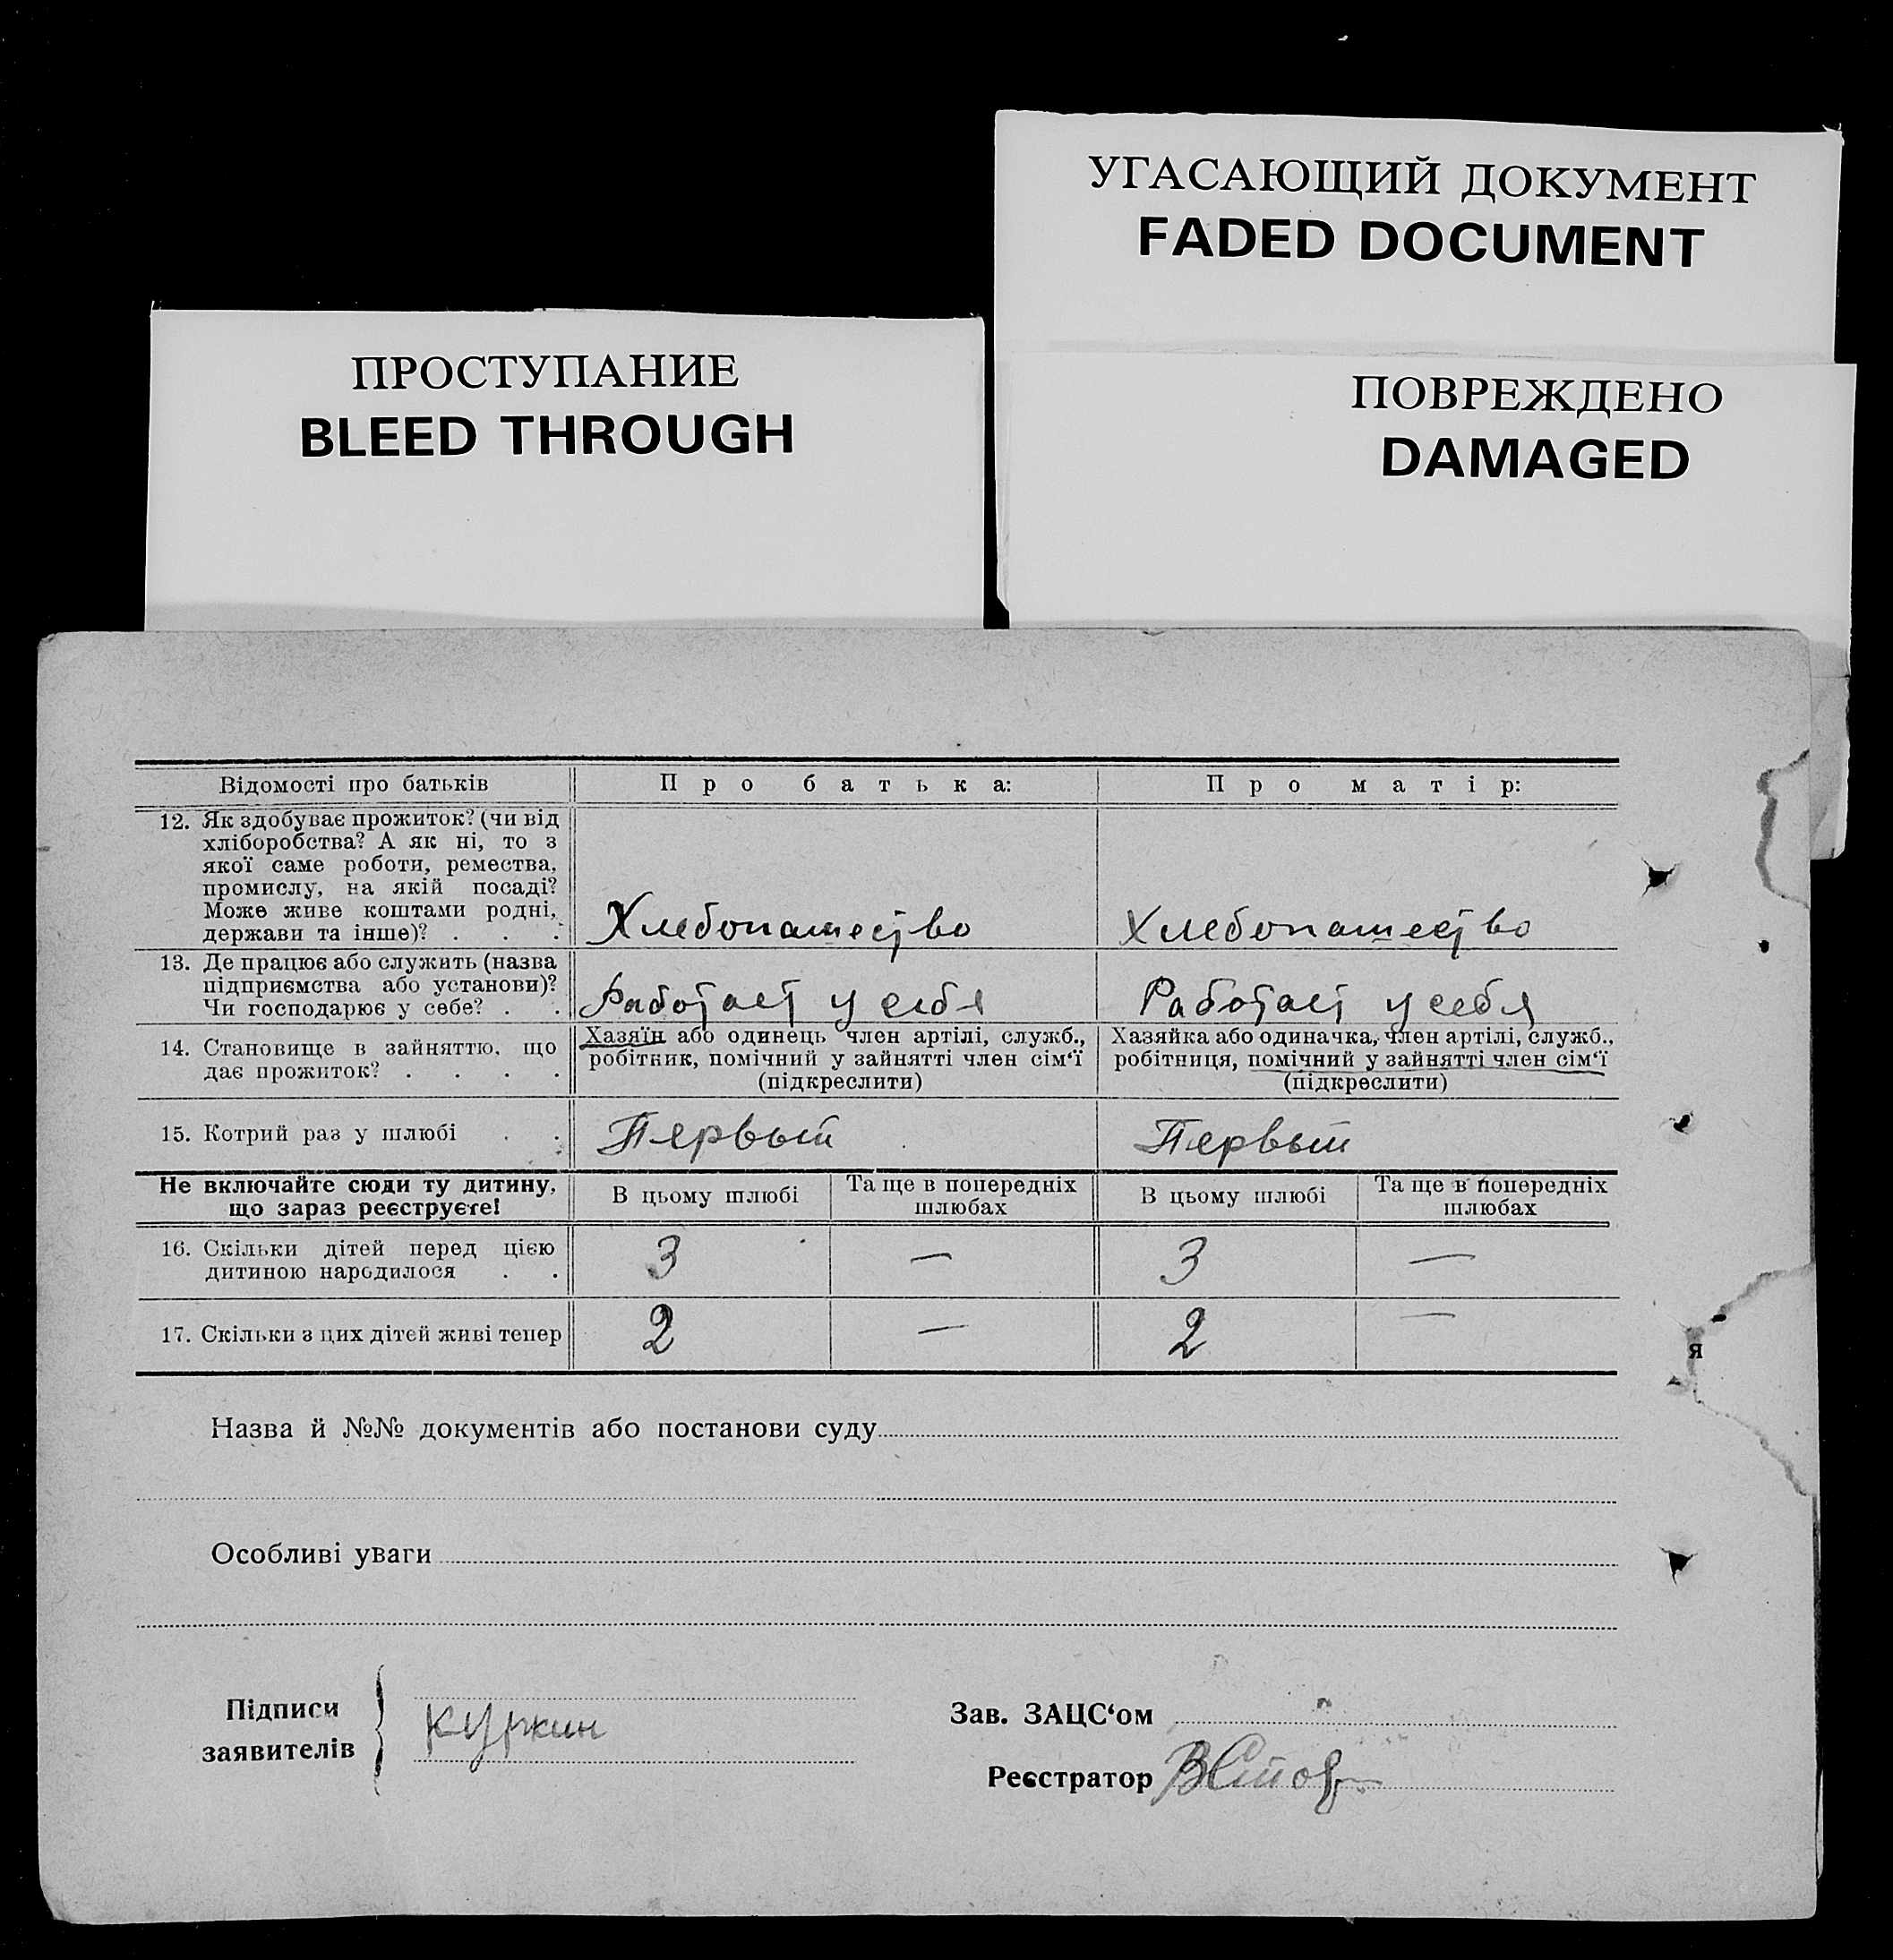 УГАСАЮЩИЙ ДОКУМЕНТ
FADED DOCUMENT
ПРОСТУПАНИЕ
BLEED THROUGH
ПОВРЕЖДЕНО
DAMAGED
Відомості про батьків
Про батька:
Про матір:
12. Як здобуває прожиток? (чи від
хліборобства? А як ні, то з
якої саме роботи, ремества,
промислу, на якій посаді?
Може живе коштами родні,
держави та інше)? . . .
Хлебопашество
Хлебопашество
13. Де працює або служить (назва
підприємства або установи)?
Чи господарює у себе? . .
Работает у себя
Работает у себя
14. Становище в зайняттю, що
дає прожиток? . . . .
Хазяїн або одинець член артілі, служб.,
робітник, помічний у зайнятті член сім‘ї
(підкреслити)
Хазяйка або одиначка, член артілі, служб.,
робітниця, помічний у зайнятті член сім‘ї
(підкреслити)
15. Котрий раз у шлюбі . .
Первый
Первый
Не включайте сюди ту дитину,
що зараз реєструєте!
В цьому шлюбі
Та ще в попередніх
шлюбах
В цьому шлюбі
Та ще в попередніх
шлюбах
16. Скільки дітей перед цією
дитиною народилося . .
3
—
3
—
17. Скільки з цих дітей живі тепер
2
—
2
—
я
Назва й №№ документів або постанови суду
Особливі уваги
Підписи
заявителів
Куркин
Зав. ЗАЦС‘ом
Реєстратор